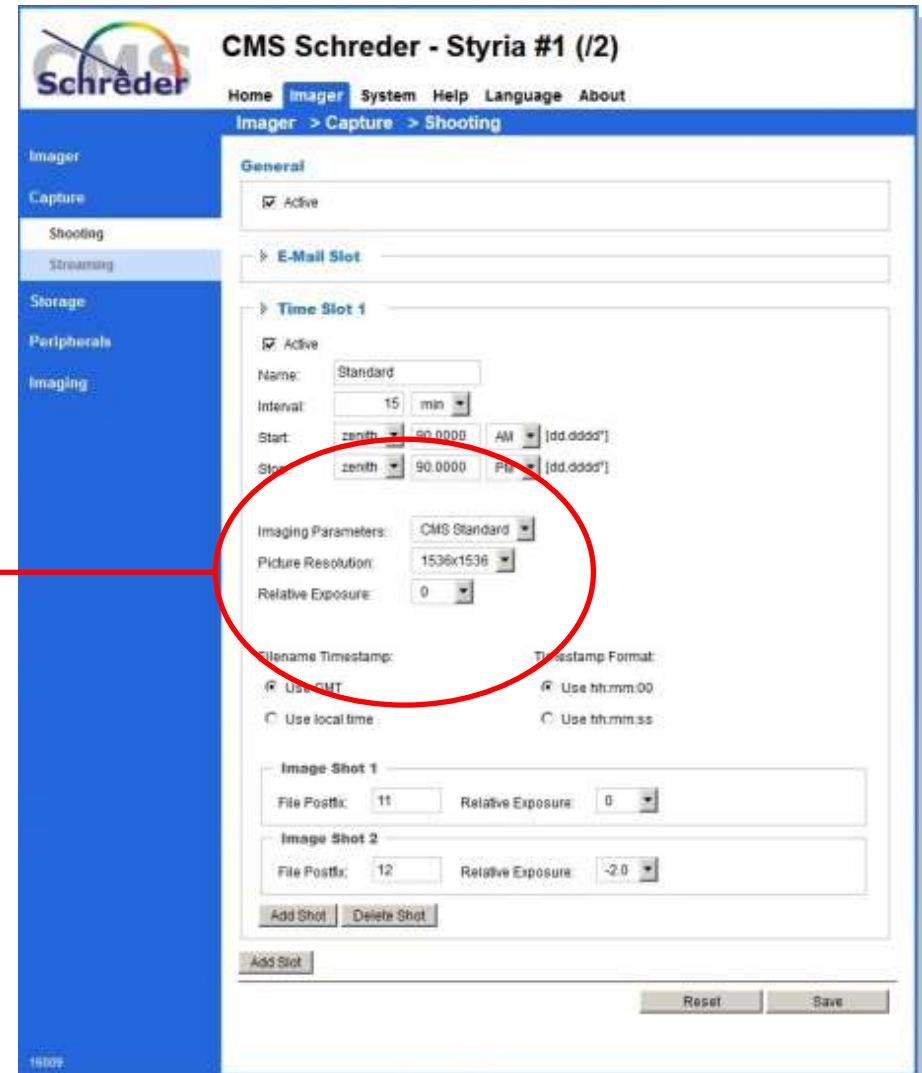 CMS
Schrëder
CMS Schreder - Styria #1 (/2)
Home Imager System Help Language About
Imager > Capture > Shooting
Imager
Capture
Shooting
Streaming
Storage
Peripherals
Imaging
General
Active
E-Mail Slot
Time Slot 1
Active
Name: Standard
Interval: 15 min
Start: zenith 90.0000 AM [dd.dddd°]
Stop: zenith 90.0000 PM [dd.dddd°]
Imaging Parameters: CMS Standard
Picture Resolution: 1536x1536
Relative Exposure: 0
Filename Timestamp: Timestamp Format:
Use GMT Use hh:mm:00
Use local time Use hh:mm:ss
Image Shot 1
File Postfix: 11 Relative Exposure: 0
Image Shot 2
File Postfix: 12 Relative Exposure: -2.0
Add Shot Delete Shot
Add Slot
Reset Save